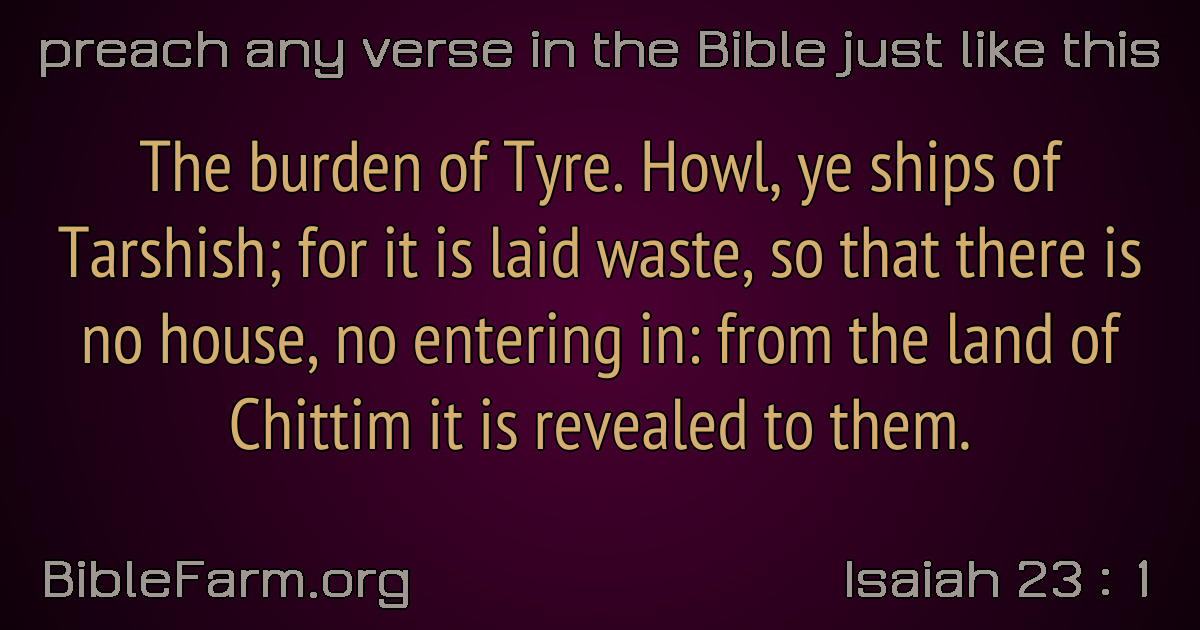 preach any verse in the Bible just like this
The burden of Tyre. Howl, ye ships of
Tarshish; for it is laid waste, so that there is
no house, no entering in: from the land of
Chittim it is revealed to them.
BibleFarm.org
Isaiah 23 : 1